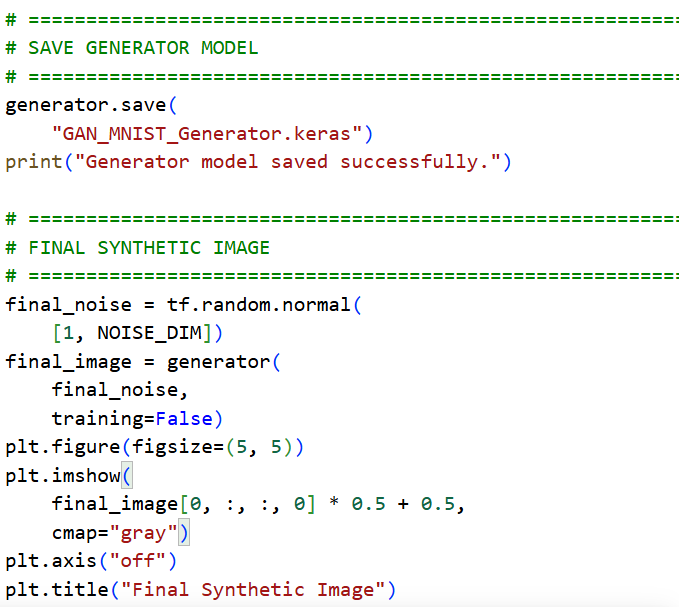 # ========================================================
# SAVE GENERATOR MODEL
# ========================================================
generator.save(
    "GAN_MNIST_Generator.keras")
print("Generator model saved successfully.")

# ========================================================
# FINAL SYNTHETIC IMAGE
# ========================================================
final_noise = tf.random.normal(
    [1, NOISE_DIM])
final_image = generator(
    final_noise,
    training=False)
plt.figure(figsize=(5, 5))
plt.imshow(
    final_image[0, :, :, 0] * 0.5 + 0.5,
    cmap="gray")
plt.axis("off")
plt.title("Final Synthetic Image")